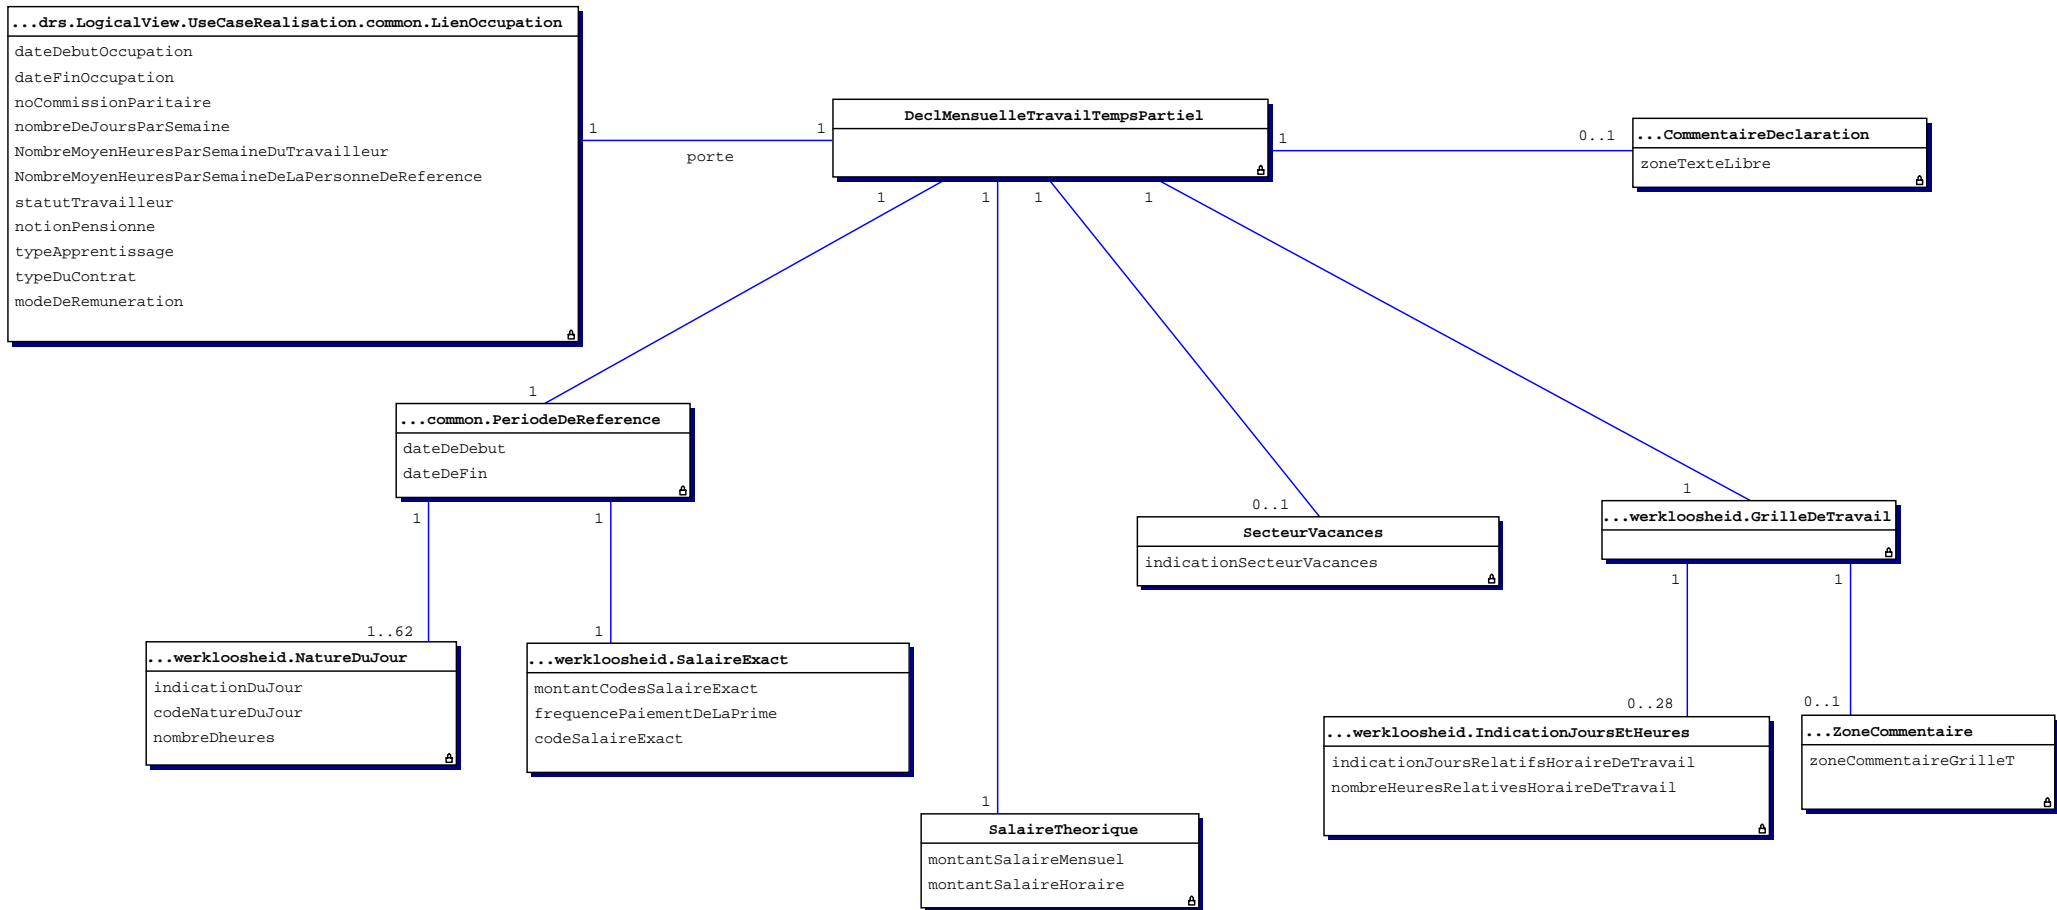 ...drs.LogicalView.UseCaseRealisation.common.LienOccupation
dateDebutOccupation
dateFinOccupation
noCommissionParitaire
nombreDeJoursParSemaine
NombreMoyenHeuresParSemaineDuTravailleur
NombreMoyenHeuresParSemaineDeLaPersonneDeReference
statutTravailleur
notionPensionne
typeApprentissage
typeDuContrat
modeDeRemuneration
1
porte
1
DeclMensuelleTravailTempsPartiel
1
0..1
...CommentaireDeclaration
zoneTexteLibre
1
1
1
1
1
...common.PeriodeDeReference
dateDeDebut
dateDeFin
1
1
0..1
SecteurVacances
indicationSecteurVacances
1
...werkloosheid.GrilleDeTravail
1
1
1..62
...werkloosheid.NatureDuJour
indicationDuJour
codeNatureDuJour
nombreDheures
1
...werkloosheid.SalaireExact
montantCodesSalaireExact
frequencePaiementDeLaPrime
codeSalaireExact
0..28
...werkloosheid.IndicationJoursEtHeures
indicationJoursRelatifsHoraireDeTravail
nombreHeuresRelativesHoraireDeTravail
0..1
...ZoneCommentaire
zoneCommentaireGrilleT
1
SalaireTheorique
montantSalaireMensuel
montantSalaireHoraire